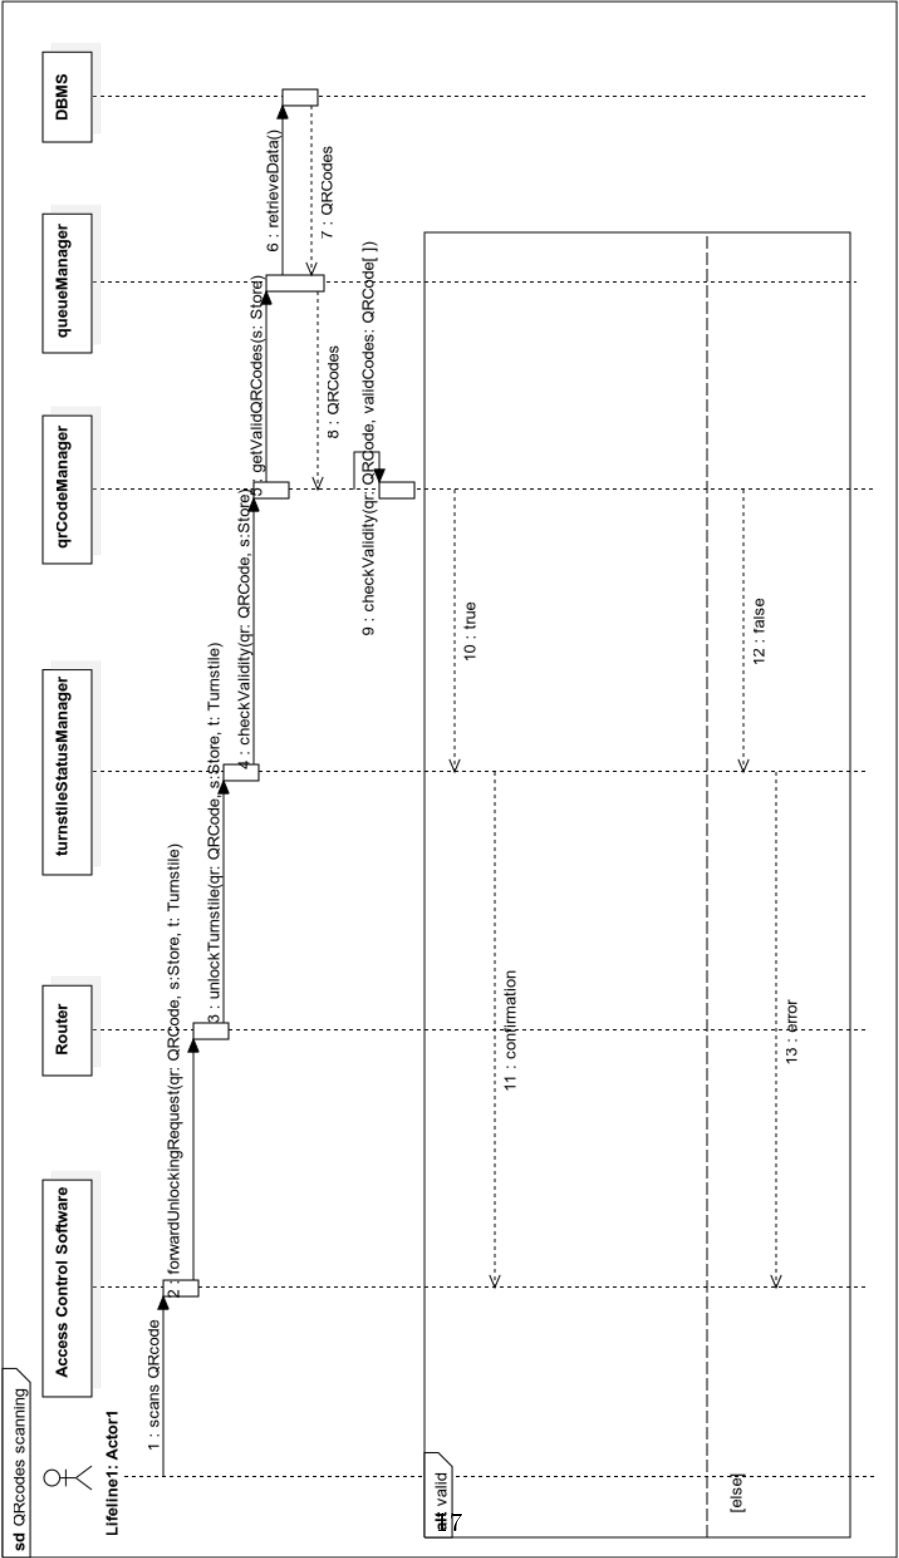 sd QRcodes scanning
Lifeline1: Actor1
Access Control Software
Router
turnstileStatusManager
qrCodeManager
queueManager
DBMS
1 : scans QRcode
2 : forwardUnlockingRequest(qr: QRCode, s:Store, t: Turnstile)
3 : unlockTurnstile(qr: QRCode, s:Store, t: Turnstile)
4 : checkValidity(qr: QRCode, s:Store)
5 : getValidQRCodes(s: Store)
6 : retrieveData()
7 : QRCodes
8 : QRCodes
9 : checkValidity(qr: QRCode, validCodes: QRCode[ ])
alt valid
7
10 : true
11 : confirmation
[else]
12 : false
13 : error